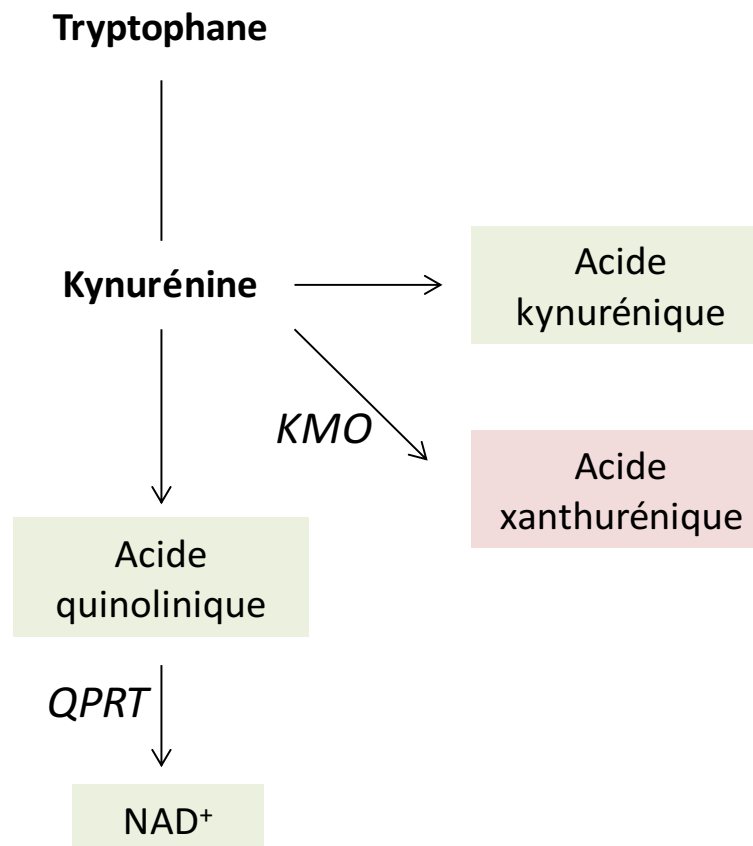 Tryptophane
Kynurénine
Acide
kynurénique
KMO
Acide
xanthurénique
Acide
quinolinique
QPRT
NAD⁺